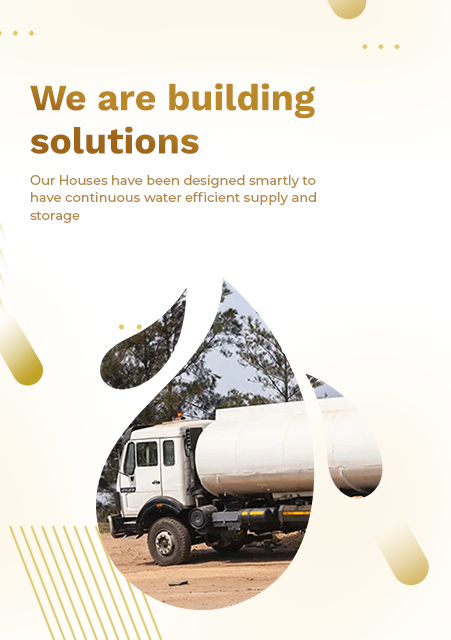 We are building
solutions
Our Houses have been designed smartly to
have continuous water efficient supply and
storage